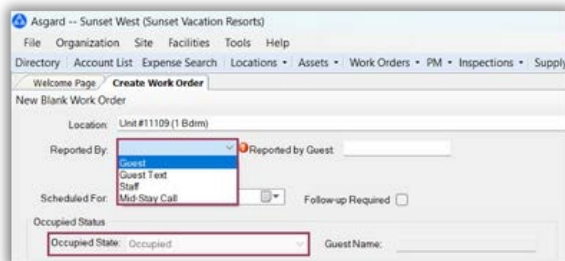 Asgard -- Sunset West (Sunset Vacation Resorts)
File Organization Site Facilities Tools Help
Directory Account List Expense Search Locations Assets Work Orders PM Inspections Supply
Welcome Page Create Work Order
New Blank Work Order
Location: Unit #11109 (1 Bdrm)
Reported By: Reported by Guest
Guest
Guest Text
Staff
Scheduled For: Mid-Stay Call Follow-up Required
Occupied Status
Occupied State: Occupied Guest Name: